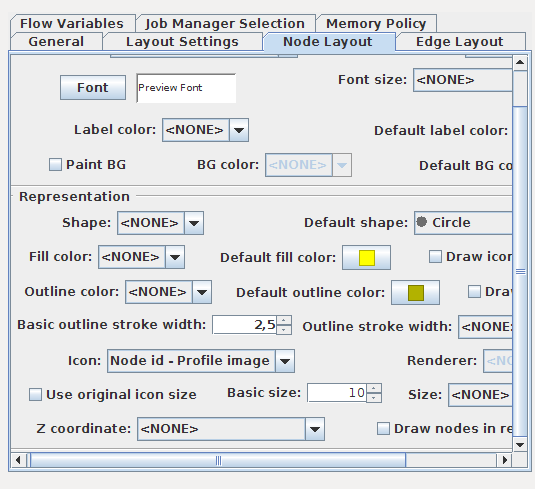 Flow Variables Job Manager Selection Memory Policy
General Layout Settings Node Layout Edge Layout
Font Preview Font Font size: <NONE>
Label color: <NONE> Default label color:
Paint BG BG color: <NONE> Default BG co
Representation
Shape: <NONE> Default shape: Circle
Fill color: <NONE> Default fill color: Draw icon
Outline color: <NONE> Default outline color: Draw
Basic outline stroke width: 2,5 Outline stroke width: <NONE
Icon: Node id - Profile image Renderer: <NO
Use original icon size Basic size: 10 Size: <NONE>
Z coordinate: <NONE> Draw nodes in re